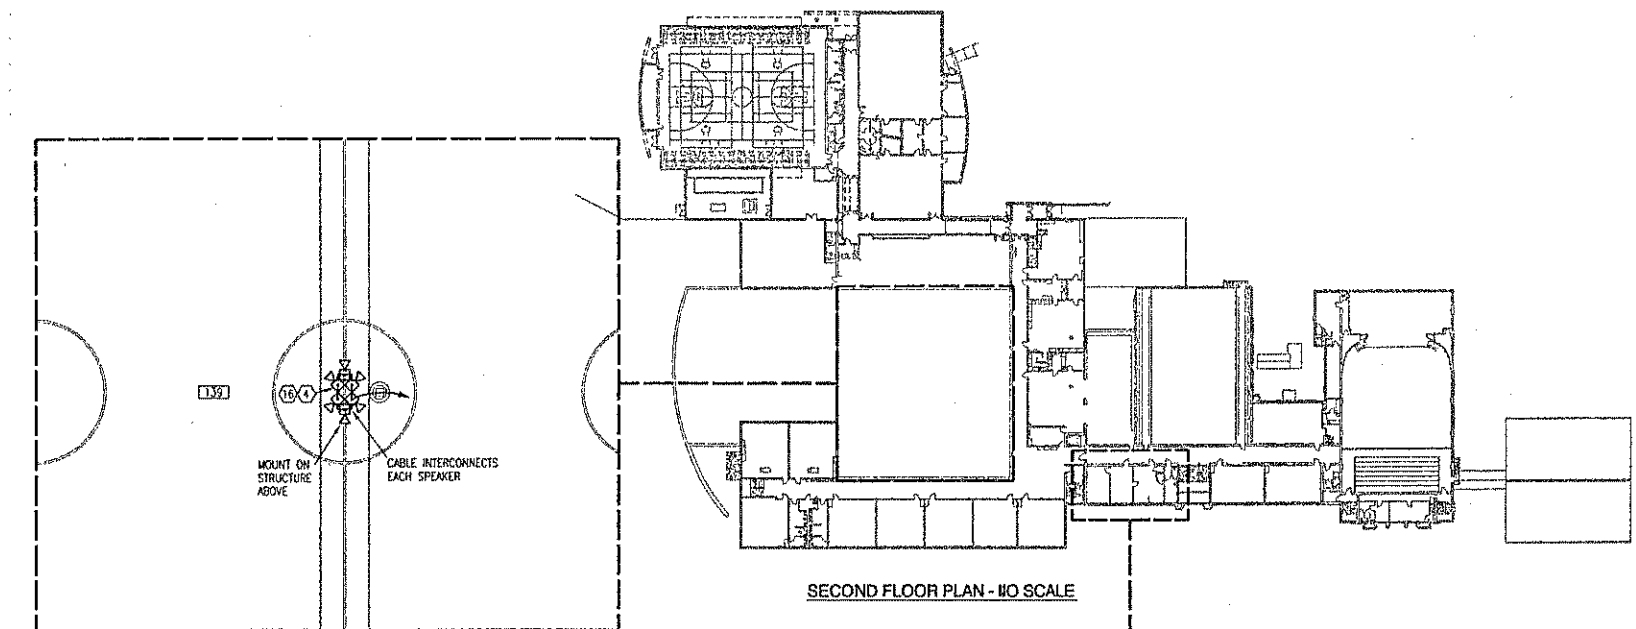 139
16 4
MOUNT ON
STRUCTURE
ABOVE
CABLE INTERCONNECTS
EACH SPEAKER
SECOND FLOOR PLAN - NO SCALE